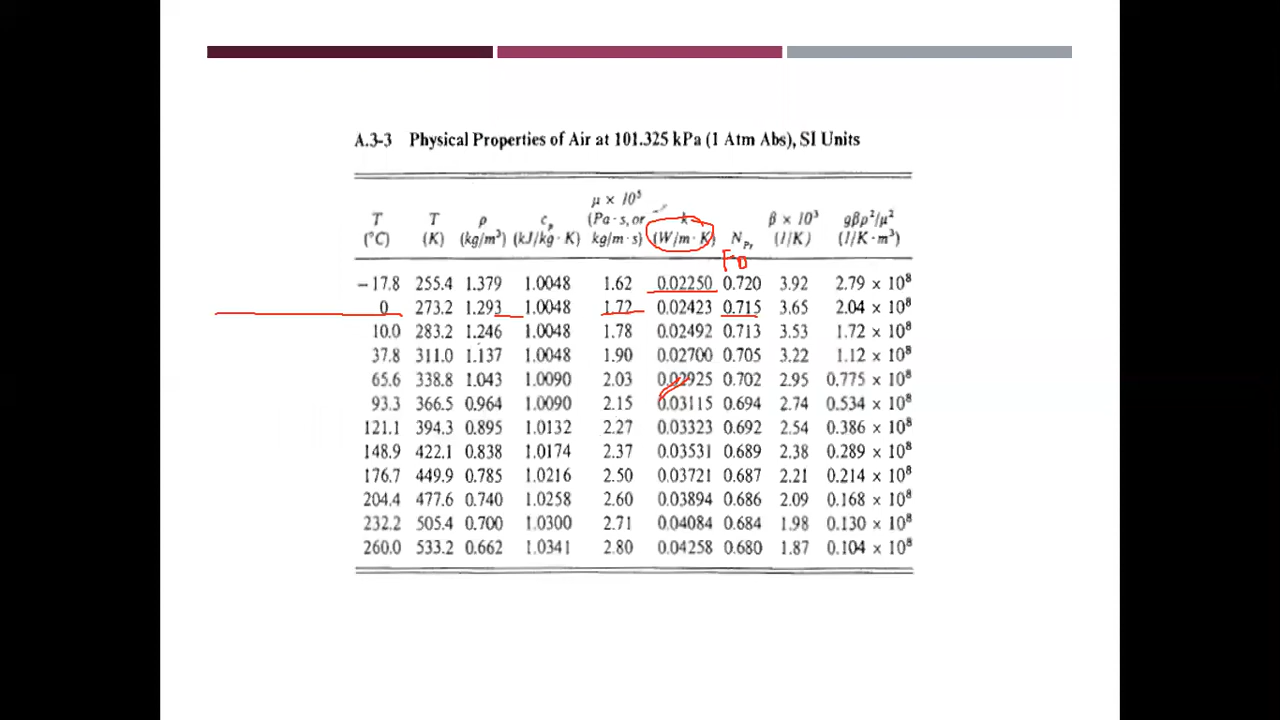 A.3-3 Physical Properties of Air at 101.325 kPa (1 Atm Abs), SI Units
μ × 10⁵
T T ρ cₚ (Pa·s, or k β × 10³ gβρ²/μ²
(°C) (K) (kg/m³) (kJ/kg·K) kg/m·s) (W/m·K) N_Pr (1/K) (1/K·m³)
−17.8 255.4 1.379 1.0048 1.62 0.02250 0.720 3.92 2.79 × 10⁸
0 273.2 1.293 1.0048 1.72 0.02423 0.715 3.65 2.04 × 10⁸
10.0 283.2 1.246 1.0048 1.78 0.02492 0.713 3.53 1.72 × 10⁸
37.8 311.0 1.137 1.0048 1.90 0.02700 0.705 3.22 1.12 × 10⁸
65.6 338.8 1.043 1.0090 2.03 0.02925 0.702 2.95 0.775 × 10⁸
93.3 366.5 0.964 1.0090 2.15 0.03115 0.694 2.74 0.534 × 10⁸
121.1 394.3 0.895 1.0132 2.27 0.03323 0.692 2.54 0.386 × 10⁸
148.9 422.1 0.838 1.0174 2.37 0.03531 0.689 2.38 0.289 × 10⁸
176.7 449.9 0.785 1.0216 2.50 0.03721 0.687 2.21 0.214 × 10⁸
204.4 477.6 0.740 1.0258 2.60 0.03894 0.686 2.09 0.168 × 10⁸
232.2 505.4 0.700 1.0300 2.71 0.04084 0.684 1.98 0.130 × 10⁸
260.0 533.2 0.662 1.0341 2.80 0.04258 0.680 1.87 0.104 × 10⁸